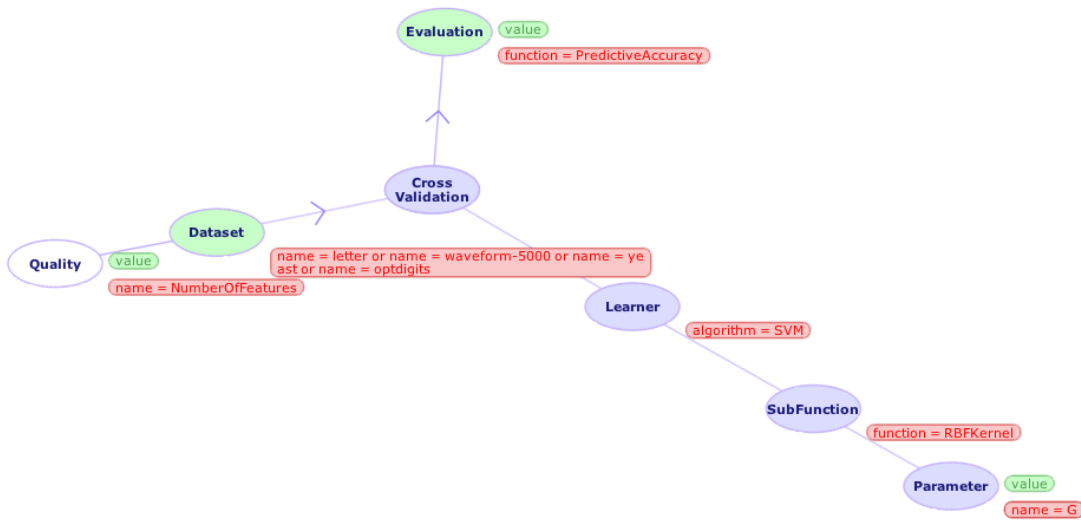 Evaluation
value
function = PredictiveAccuracy
Cross
Validation
Dataset
name = letter or name = waveform-5000 or name = ye
ast or name = optdigits
Quality
value
name = NumberOfFeatures
Learner
algorithm = SVM
SubFunction
function = RBFKernel
Parameter
value
name = G